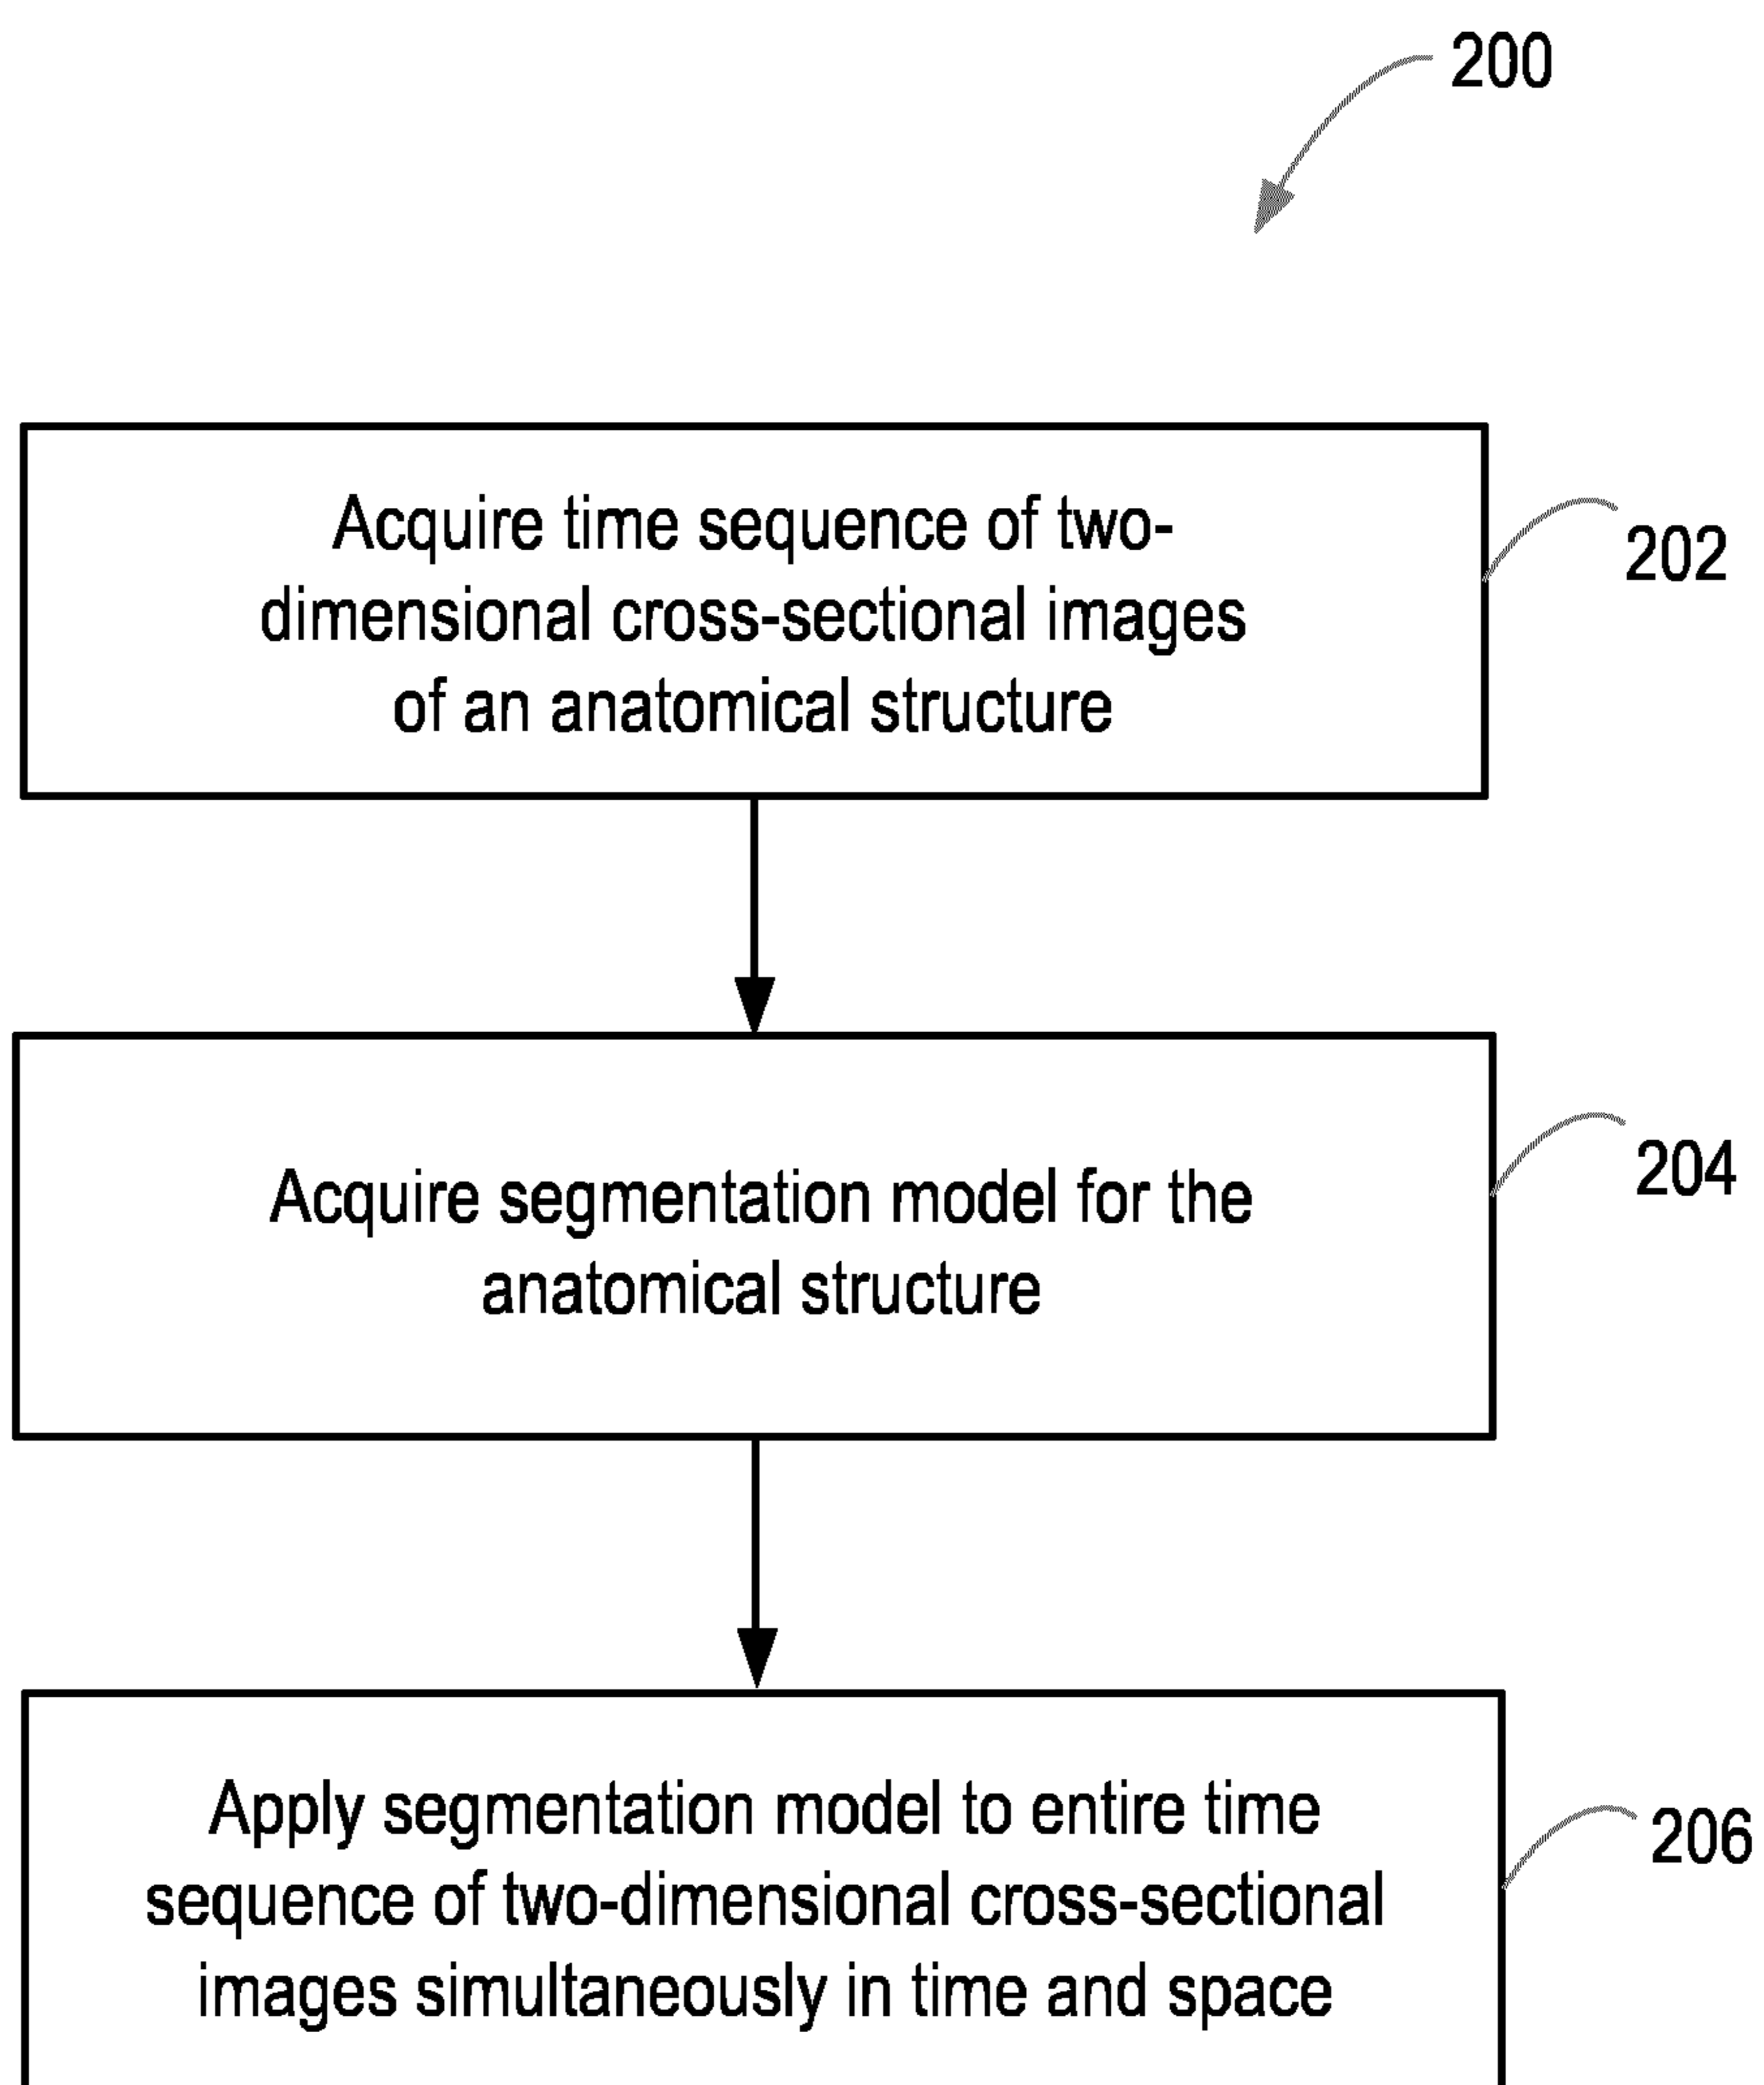 200
Acquire time sequence of two-
dimensional cross-sectional images
of an anatomical structure
202
Acquire segmentation model for the
anatomical structure
204
Apply segmentation model to entire time
sequence of two-dimensional cross-sectional
images simultaneously in time and space
206